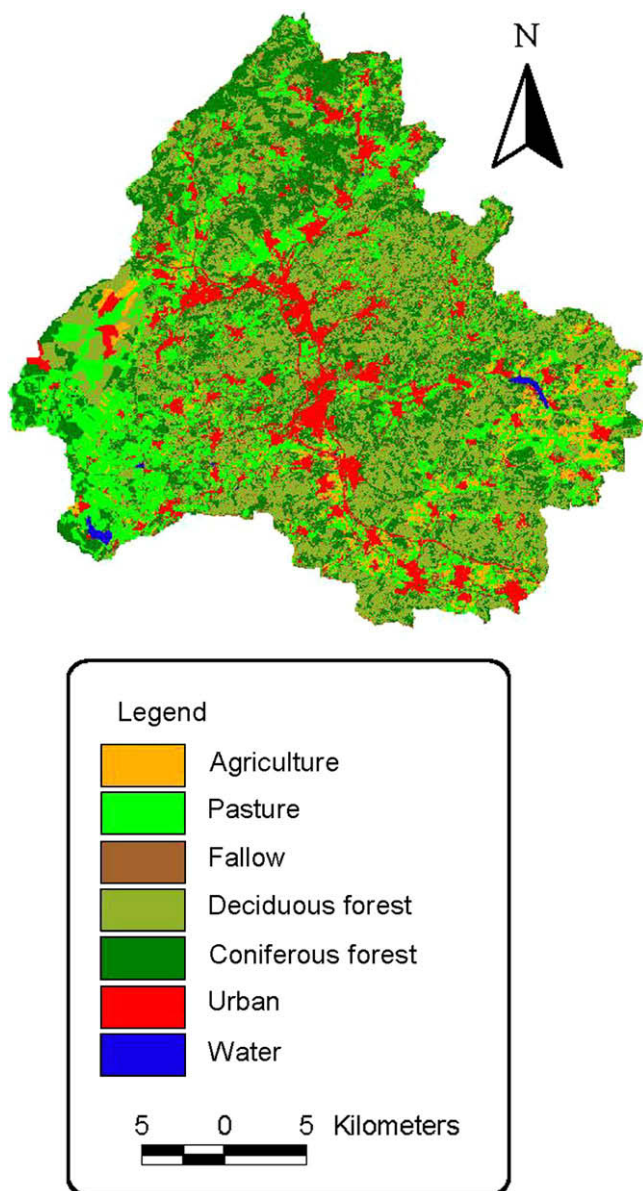 N
Legend
Agriculture
Pasture
Fallow
Deciduous forest
Coniferous forest
Urban
Water
5 0 5 Kilometers